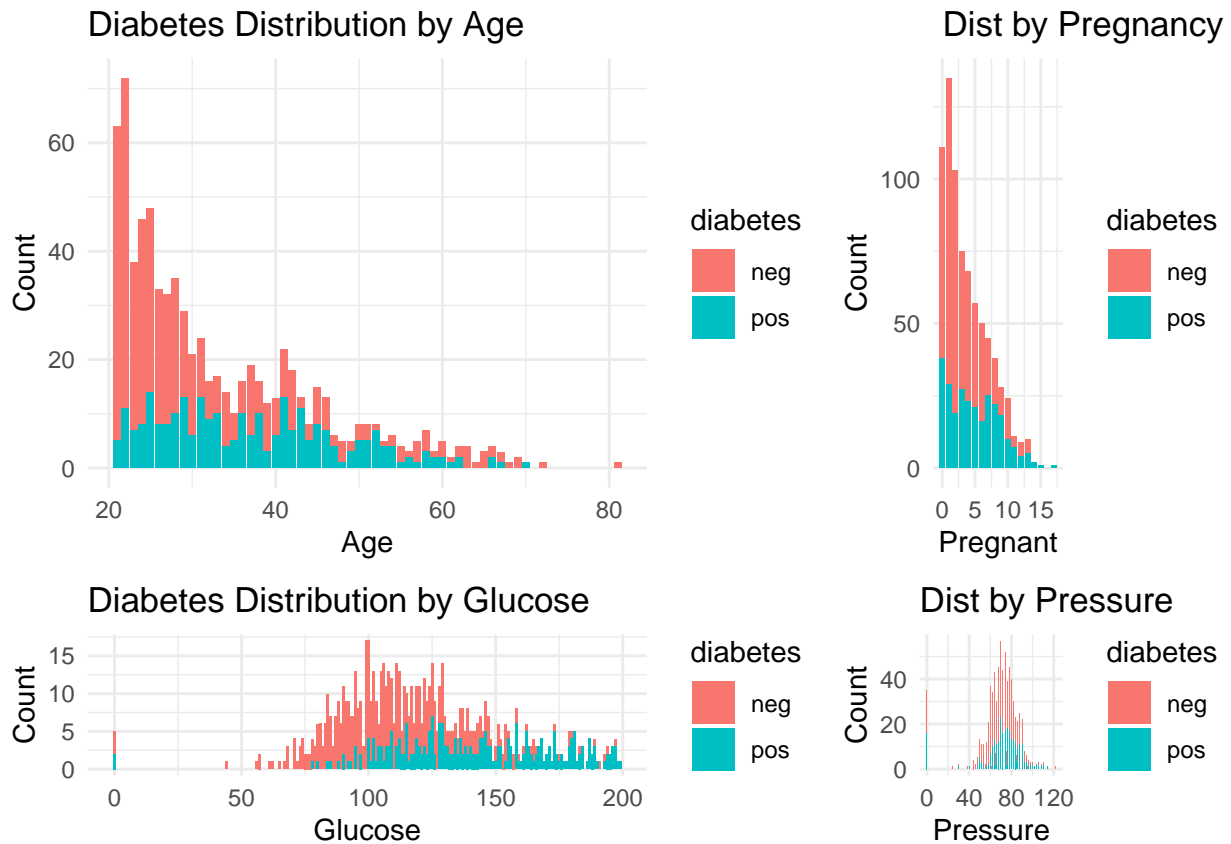 Diabetes Distribution by Age
Count
60
40
20
0
20 40 60 80
Age
diabetes
neg
pos
Dist by Pregnancy
Count
100
50
0
0 5 10 15
Pregnant
diabetes
neg
pos
Diabetes Distribution by Glucose
Count
15
10
5
0
0 50 100 150 200
Glucose
diabetes
neg
pos
Dist by Pressure
Count
40
20
0
0 40 80 120
Pressure
diabetes
neg
pos